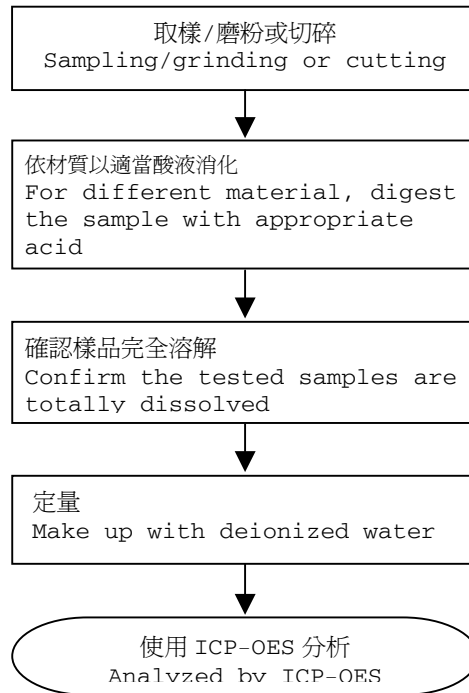 取樣/磨粉或切碎
Sampling/grinding or cutting
依材質以適當酸液消化
For different material, digest
the sample with appropriate
acid
確認樣品完全溶解
Confirm the tested samples are
totally dissolved
定量
Make up with deionized water
使用 ICP-OES 分析
Analyzed by ICP-OES